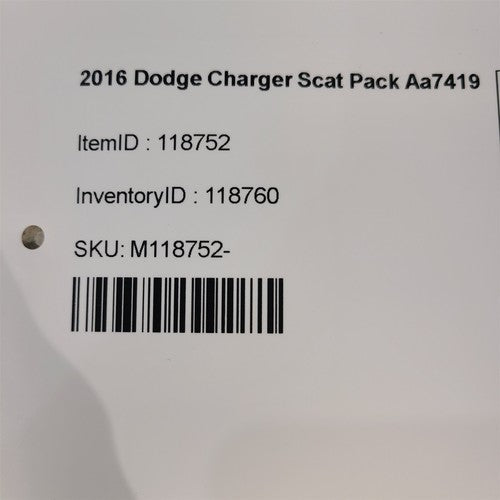 2016 Dodge Charger Scat Pack Aa7419
ItemID : 118752
InventoryID : 118760
SKU: M118752-